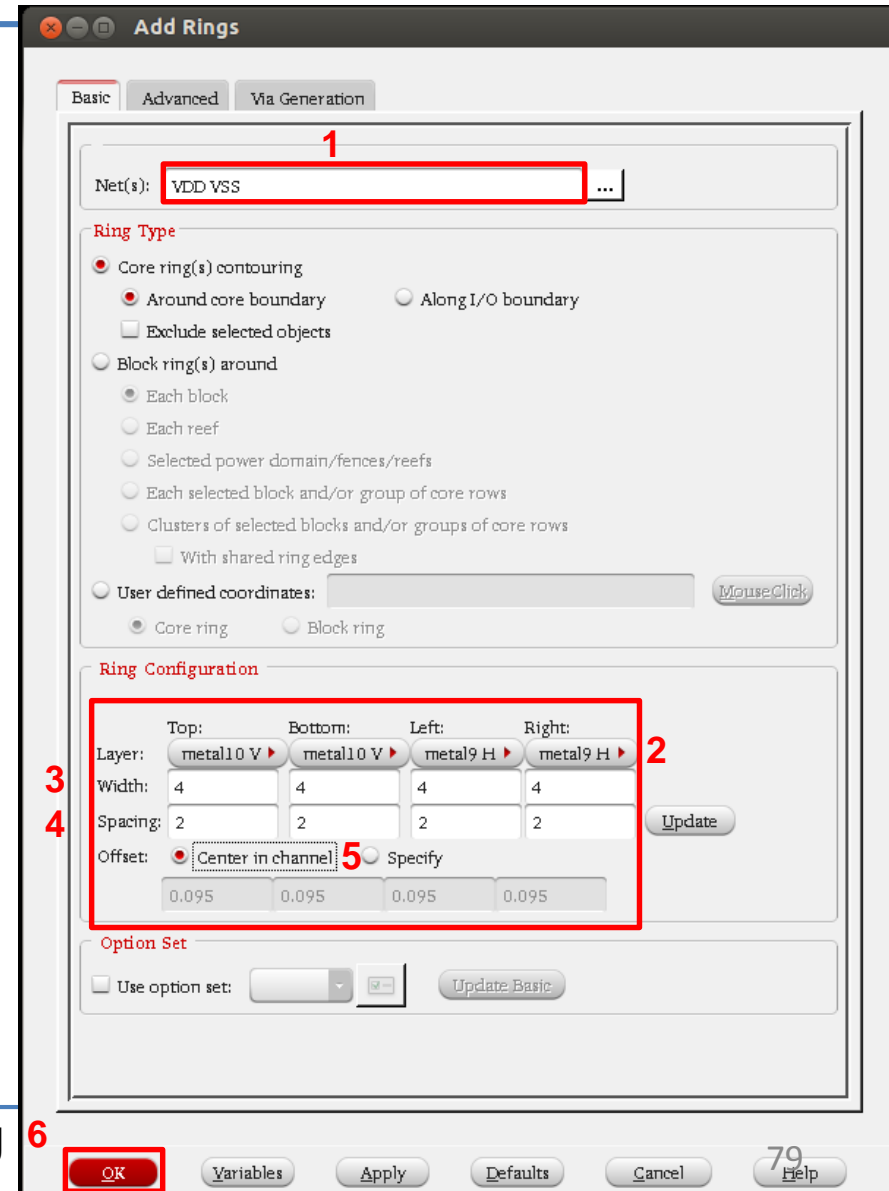 Add Rings
Basic Advanced Via Generation
1
Net(s): VDD VSS ...
Ring Type
Core ring(s) contouring
Around core boundary Along I/O boundary
Exclude selected objects
Block ring(s) around
Each block
Each reef
Selected power domain/fences/reefs
Each selected block and/or group of core rows
Clusters of selected blocks and/or groups of core rows
With shared ring edges
User defined coordinates: MouseClick
Core ring Block ring
Ring Configuration
Top: Bottom: Left: Right:
Layer: metal10 V metal10 V metal9 H metal9 H 2
3 Width: 4 4 4 4
4 Spacing: 2 2 2 2 Update
Offset: Center in channel 5 Specify
0.095 0.095 0.095 0.095
Option Set
Use option set: Update Basic
6
OK Variables Apply Defaults Cancel Help
79